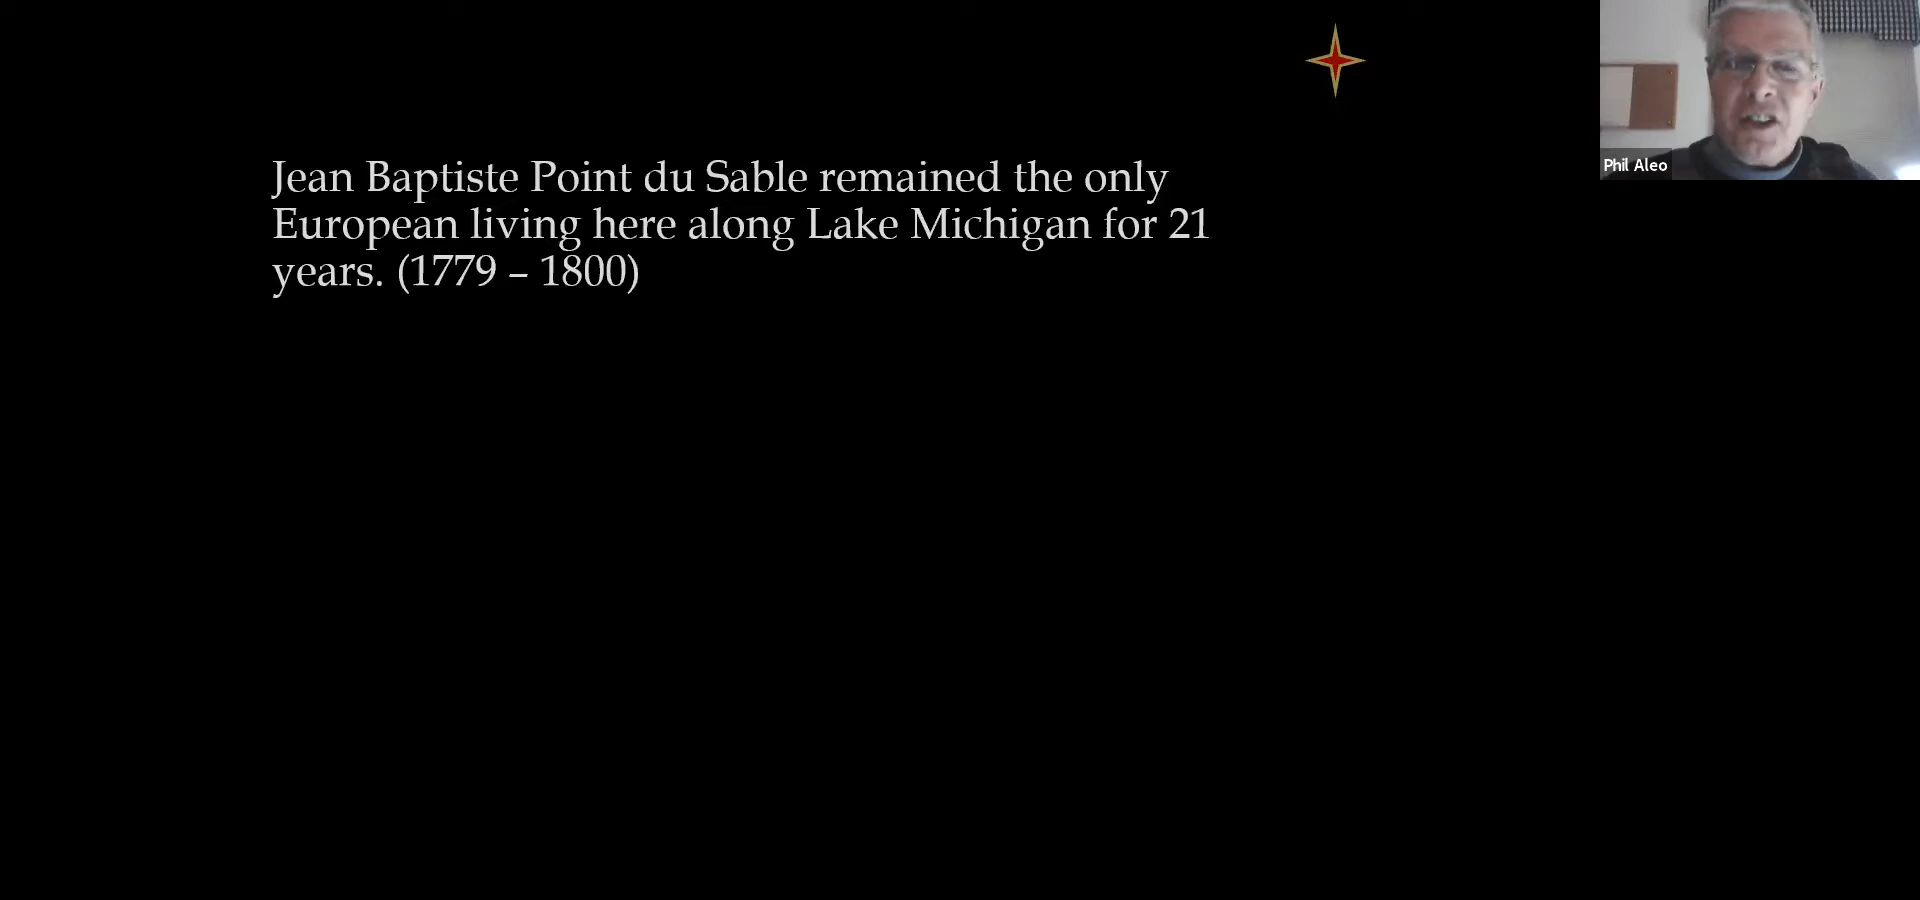 Jean Baptiste Point du Sable remained the only
European living here along Lake Michigan for 21
years. (1779 – 1800)
Phil Aleo